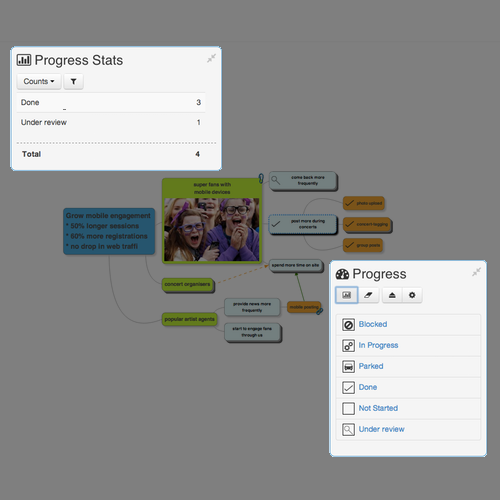 Progress Stats
Counts
Done 3
Under review 1
Total 4
super fans with
mobile devices
come back more
frequently
Grow mobile engagement
* 50% longer sessions
* 90% more registrations
* no drop in web traffi
post more during
concerts
photo upload
concert tagging
group posts
spend more time on site
concert organisers
provide news more
frequently
mobile posting
popular artist agents
start to engage fans
through us
Progress
Blocked
In Progress
Parked
Done
Not Started
Under review